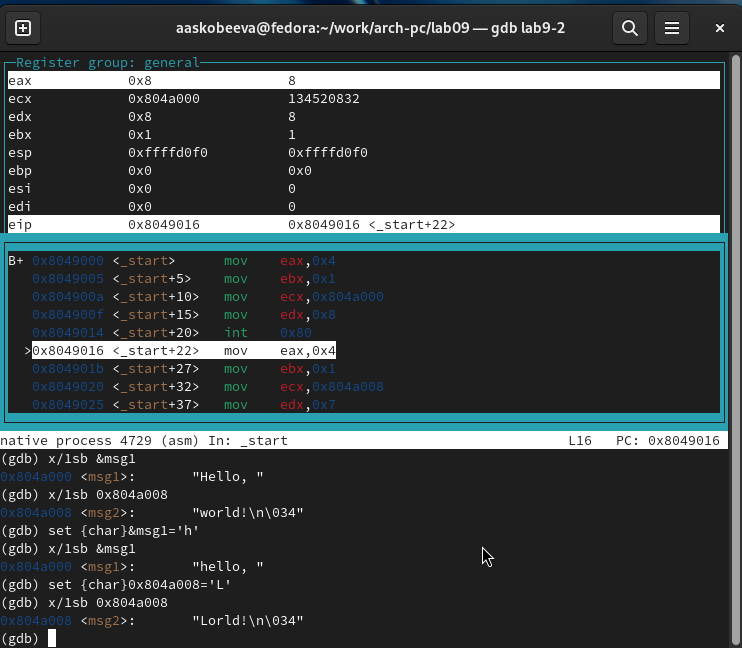 aaskobeeva@fedora:~/work/arch-pc/lab09 — gdb lab9-2
Register group: general
eax 0x8 8
ecx 0x804a000 134520832
edx 0x8 8
ebx 0x1 1
esp 0xffffd0f0 0xffffd0f0
ebp 0x0 0x0
esi 0x0 0
edi 0x0 0
eip 0x8049016 0x8049016 <_start+22>
B+ 0x8049000 <_start> mov eax,0x4
0x8049005 <_start+5> mov ebx,0x1
0x804900a <_start+10> mov ecx,0x804a000
0x804900f <_start+15> mov edx,0x8
0x8049014 <_start+20> int 0x80
>0x8049016 <_start+22> mov eax,0x4
0x804901b <_start+27> mov ebx,0x1
0x8049020 <_start+32> mov ecx,0x804a008
0x8049025 <_start+37> mov edx,0x7
native process 4729 (asm) In: _start L16 PC: 0x8049016
(gdb) x/1sb &msg1
0x804a000 <msg1>: "Hello, "
(gdb) x/1sb 0x804a008
0x804a008 <msg2>: "world!\n\034"
(gdb) set {char}&msg1='h'
(gdb) x/1sb &msg1
0x804a000 <msg1>: "hello, "
(gdb) set {char}0x804a008='L'
(gdb) x/1sb 0x804a008
0x804a008 <msg2>: "Lorld!\n\034"
(gdb)